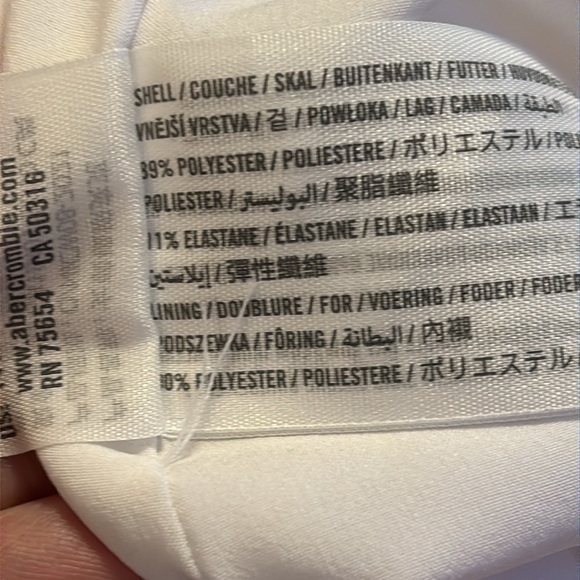 SHELL / COUCHE / SKAL / BUITENKANT / FUTTER /
VNĚJŠÍ VRSTVA / 겉 / POWŁOKA / LAG / CAMADA / الطبقة
89% POLYESTER / POLIESTERE / ポリエステル /
POLIESTER / البوليستر / 聚脂纖維
11% ELASTANE / ÉLASTANE / ELASTAN / ELASTAAN /
إيلاستين / 彈性纖維
LINING / DOUBLURE / FOR / VOERING / FODER / FODER
PODSZEWKA / FÔRING / البطانة / 內襯
POLYESTER / POLIESTERE / ポリエステル
www.abercrombie.com
RN 75654 CA 50316